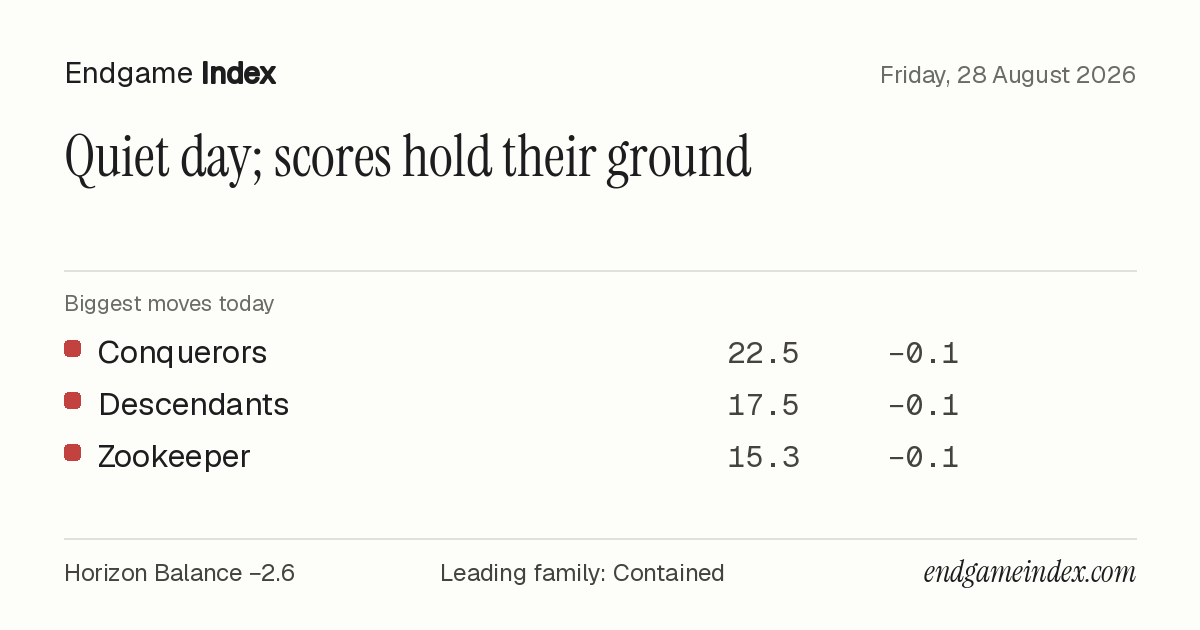 Endgame Index
Friday, 28 August 2026
Quiet day; scores hold their ground
Biggest moves today
Conquerors 22.5 −0.1
Descendants 17.5 −0.1
Zookeeper 15.3 −0.1
Horizon Balance −2.6 Leading family: Contained endgameindex.com